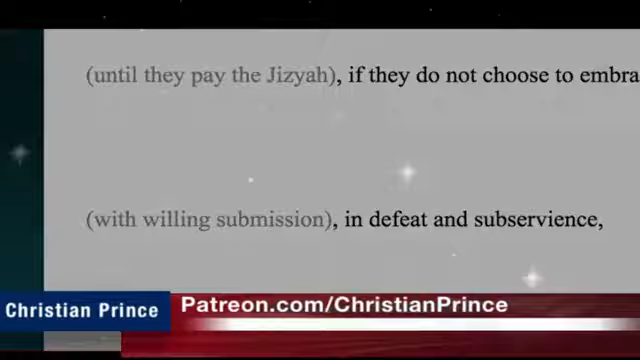 (until they pay the Jizyah), if they do not choose to embra
(with willing submission), in defeat and subservience,
Christian Prince
Patreon.com/ChristianPrince